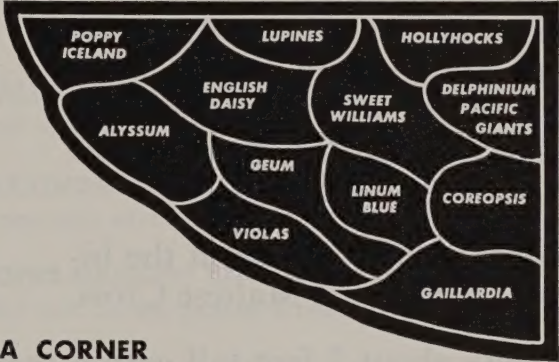 POPPY
ICELAND
LUPINES
HOLLYHOCKS
ENGLISH
DAISY
SWEET
WILLIAMS
DELPHINIUM
PACIFIC
GIANTS
ALYSSUM
GEUM
LINUM
BLUE
COREOPSIS
VIOLAS
GAILLARDIA
A CORNER